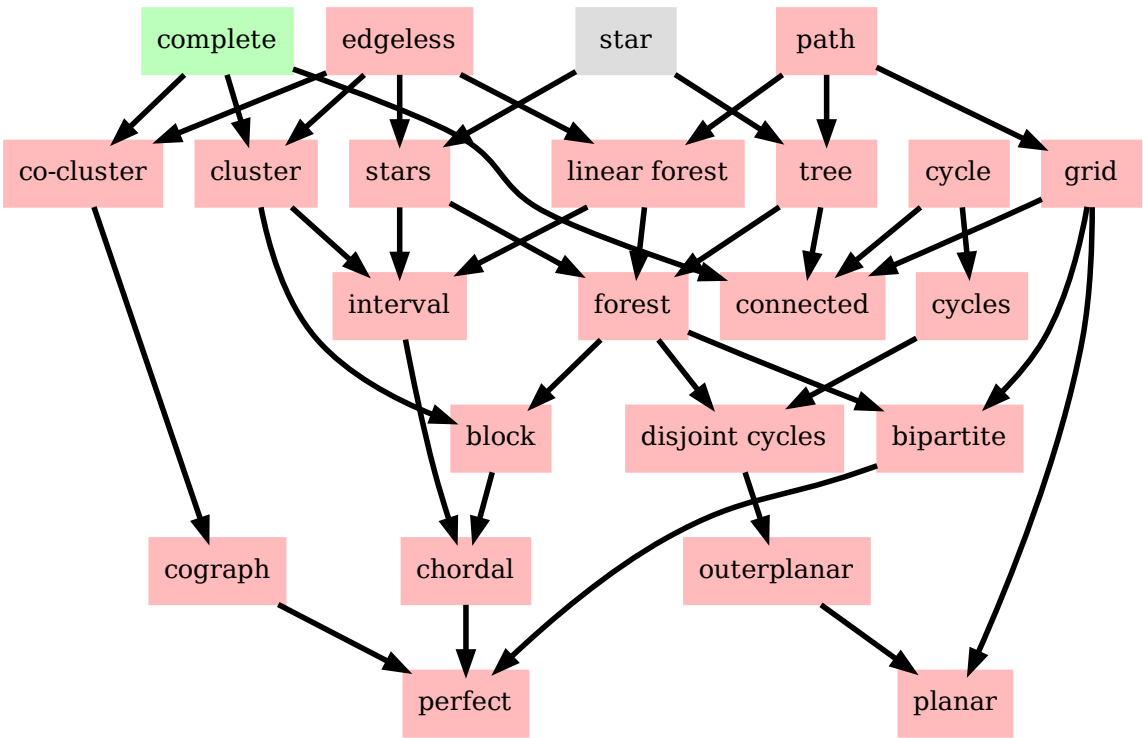 complete
edgeless
star
path
co-cluster
cluster
stars
linear forest
tree
cycle
grid
interval
forest
connected
cycles
block
disjoint cycles
bipartite
cograph
chordal
outerplanar
perfect
planar